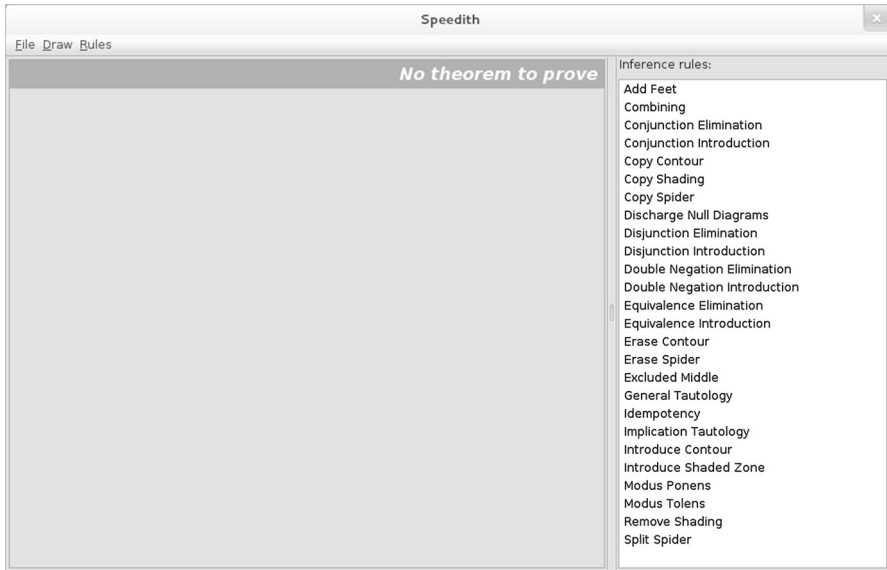 Speedith
File Draw Rules
No theorem to prove
Inference rules:
Add Feet
Combining
Conjunction Elimination
Conjunction Introduction
Copy Contour
Copy Shading
Copy Spider
Discharge Null Diagrams
Disjunction Elimination
Disjunction Introduction
Double Negation Elimination
Double Negation Introduction
Equivalence Elimination
Equivalence Introduction
Erase Contour
Erase Spider
Excluded Middle
General Tautology
Idempotency
Implication Tautology
Introduce Contour
Introduce Shaded Zone
Modus Ponens
Modus Tolens
Remove Shading
Split Spider